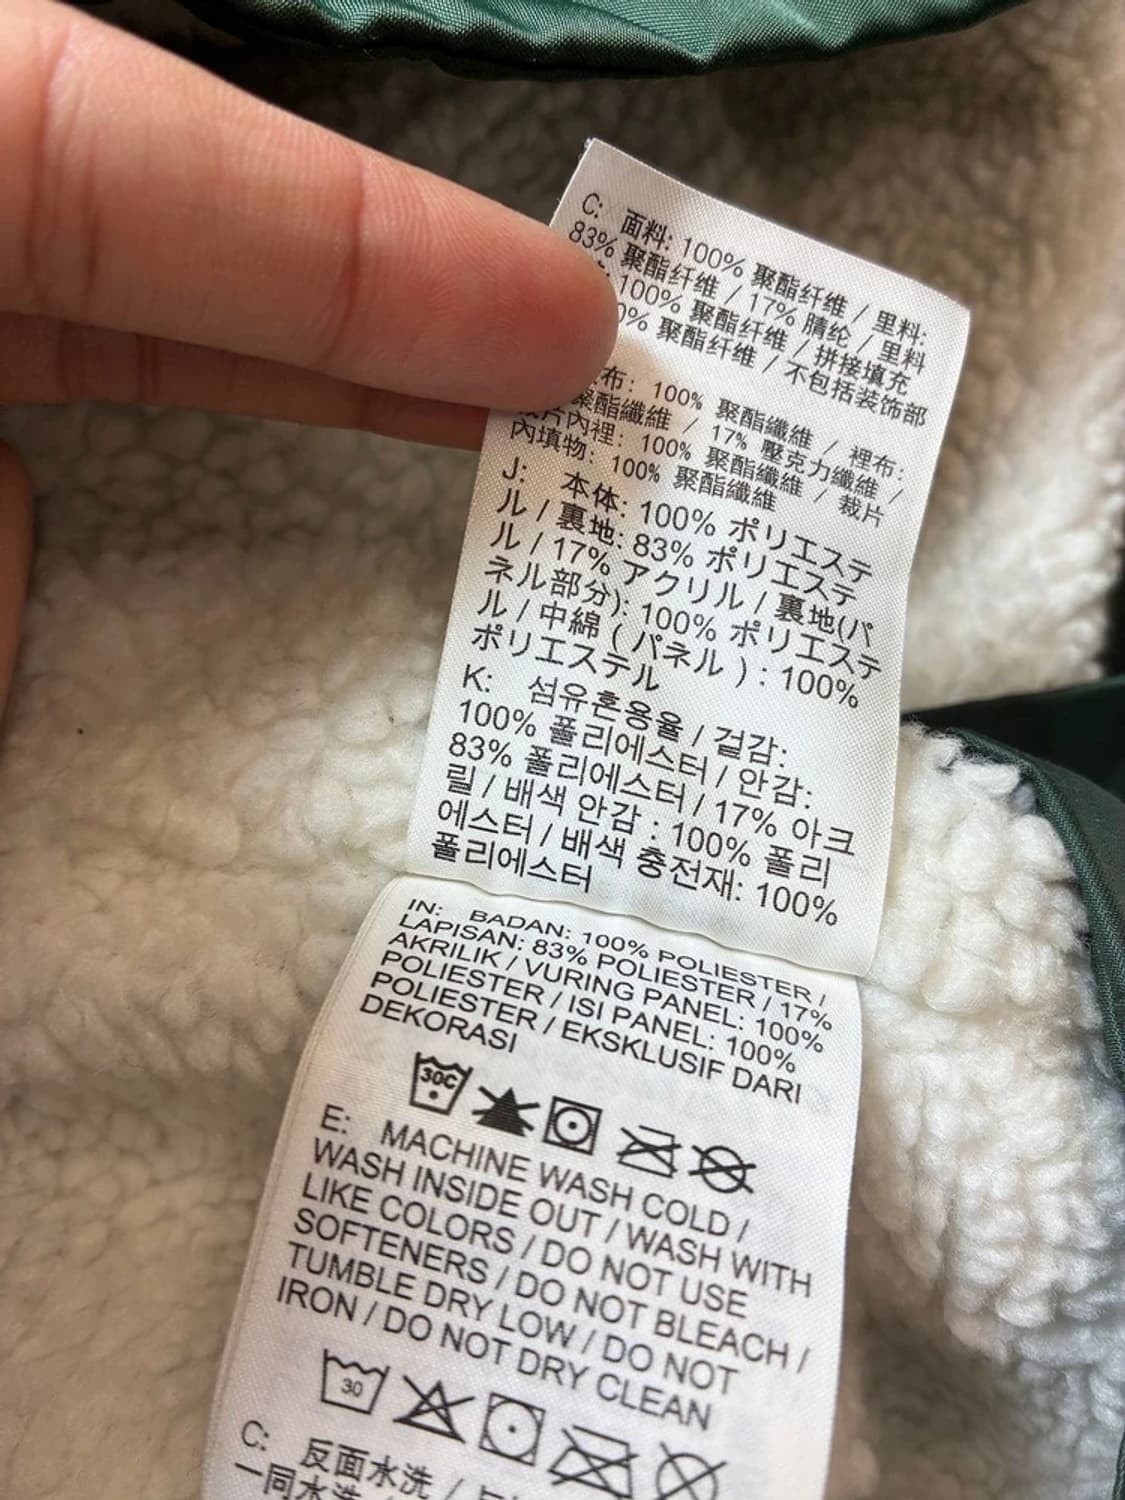 C: 面料: 100% 聚酯纤维 / 里料:
83% 聚酯纤维 / 17% 腈纶 / 里料
: 100% 聚酯纤维 / 拼接填充
0% 聚酯纤维 / 不包括装饰部
布: 100% 聚酯纖維 / 裡布:
聚酯纖維 / 17% 壓克力纖維 /
片內裡: 100% 聚酯纖維 / 裁片
內填物: 100% 聚酯纖維
J: 本体: 100% ポリエステ
ル / 裏地: 83% ポリエステ
ル / 17% アクリル / 裏地(パ
ネル部分): 100% ポリエステ
ル / 中綿 ( パネル ) : 100%
ポリエステル
K: 섬유혼용율 / 겉감:
100% 폴리에스터 / 안감:
83% 폴리에스터 / 17% 아크
릴 / 배색 안감 : 100% 폴리
에스터 / 배색 충전재: 100%
폴리에스터
IN: BADAN: 100% POLIESTER /
LAPISAN: 83% POLIESTER / 17%
AKRILIK / VURING PANEL: 100%
POLIESTER / ISI PANEL: 100%
POLIESTER / EKSKLUSIF DARI
DEKORASI
30C
E: MACHINE WASH COLD /
WASH INSIDE OUT / WASH WITH
LIKE COLORS / DO NOT USE
SOFTENERS / DO NOT BLEACH /
TUMBLE DRY LOW / DO NOT
IRON / DO NOT DRY CLEAN
30
C: 反面水洗 /
一同水洗